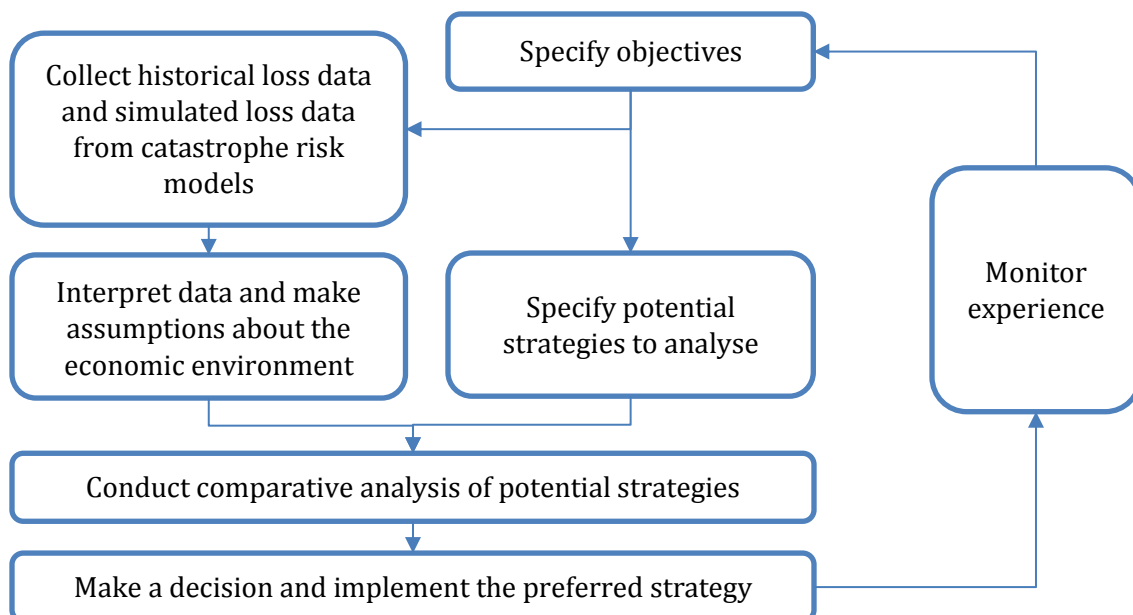 Specify objectives
Collect historical loss data
and simulated loss data
from catastrophe risk
models
Interpret data and make
assumptions about the
economic environment
Specify potential
strategies to analyse
Monitor
experience
Conduct comparative analysis of potential strategies
Make a decision and implement the preferred strategy